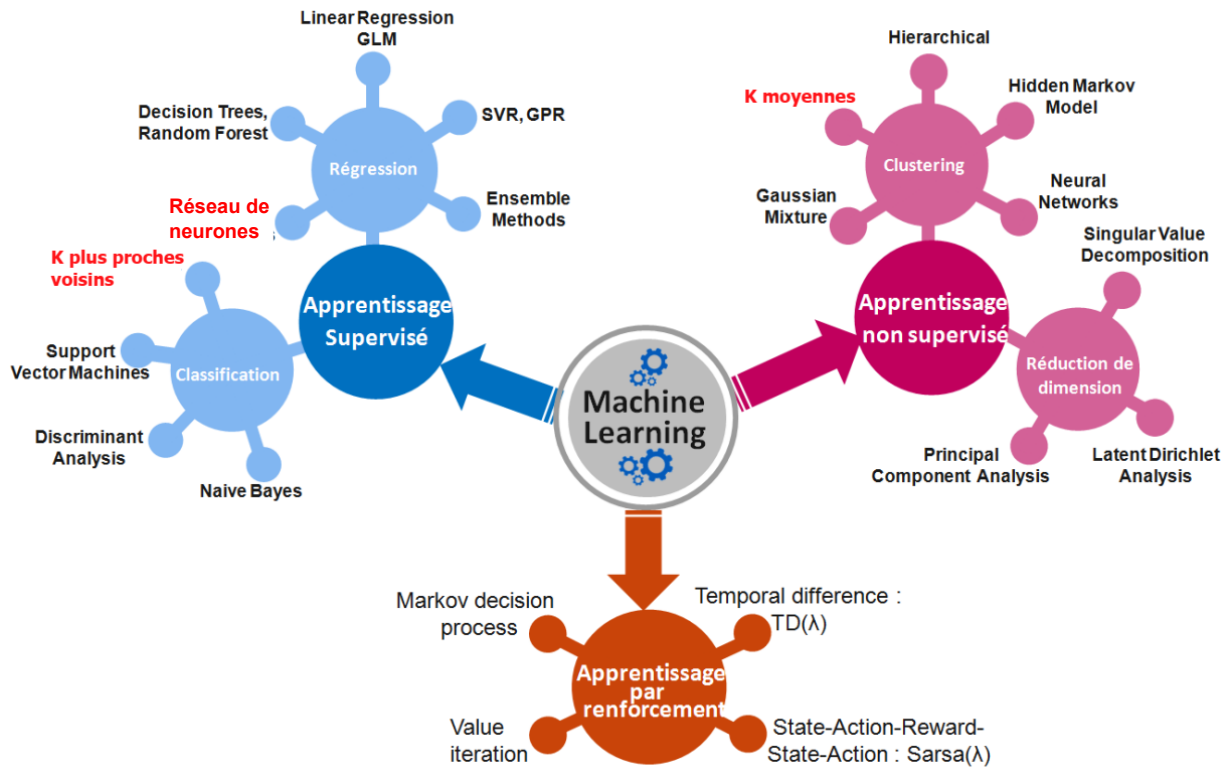 Linear Regression
GLM
Decision Trees,
Random Forest
SVR, GPR
Régression
Réseau de
neurones
Ensemble
Methods
K plus proches
voisins
Apprentissage
Supervisé
Support
Vector Machines
Classification
Discriminant
Analysis
Naive Bayes
Machine
Learning
Hierarchical
K moyennes
Hidden Markov
Model
Clustering
Gaussian
Mixture
Neural
Networks
Singular Value
Decomposition
Apprentissage
non supervisé
Réduction de
dimension
Principal
Component Analysis
Latent Dirichlet
Analysis
Markov decision
process
Temporal difference :
TD(λ)
Apprentissage
par
renforcement
Value
iteration
State-Action-Reward-
State-Action : Sarsa(λ)